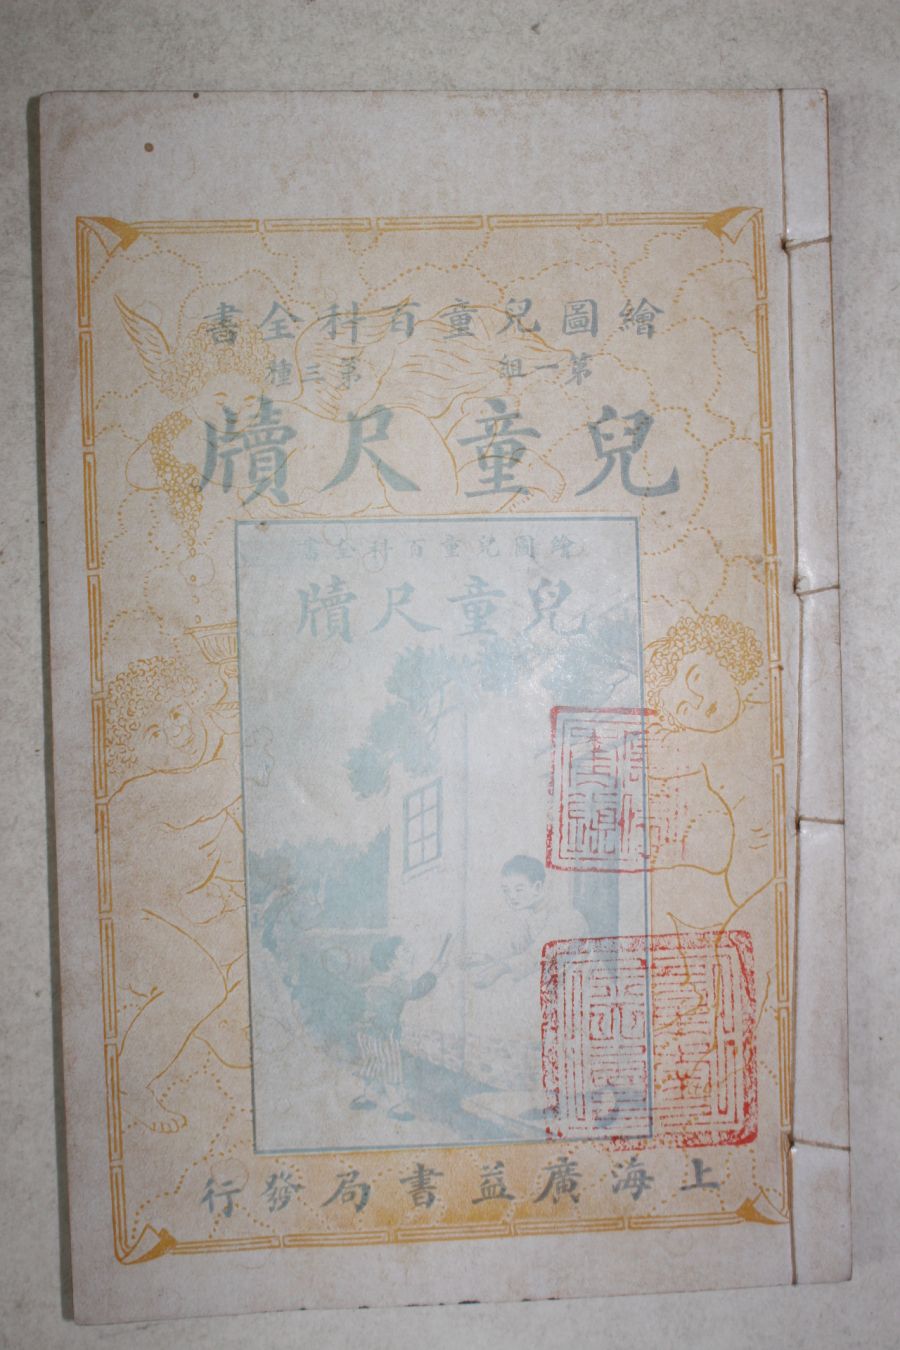 繪圖兒童百科全書
第一組 第三種
兒童尺牘
繪圖兒童百科全書
兒童尺牘
上海廣益書局發行